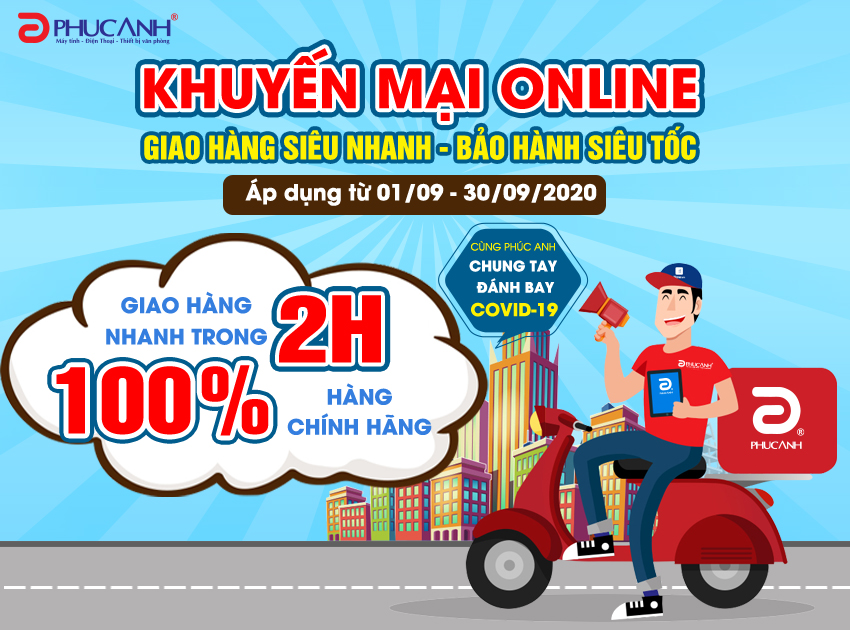 PHUCANH®
Máy tính - Điện Thoại - Thiết bị văn phòng
KHUYẾN MẠI ONLINE
GIAO HÀNG SIÊU NHANH - BẢO HÀNH SIÊU TỐC
Áp dụng từ 01/09 - 30/09/2020
CÙNG PHÚC ANH
CHUNG TAY
ĐÁNH BAY
COVID-19
GIAO HÀNG
NHANH TRONG 2H
100% HÀNG
CHÍNH HÃNG
PHUCANH
PHUCANH®